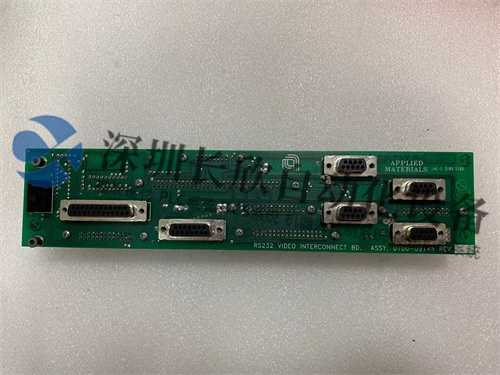 APPLIED
MATERIALS
深圳长欣自动化设备
RS232 VIDEO INTERCONNECT BD. ASSY. 0100-09145 REV.